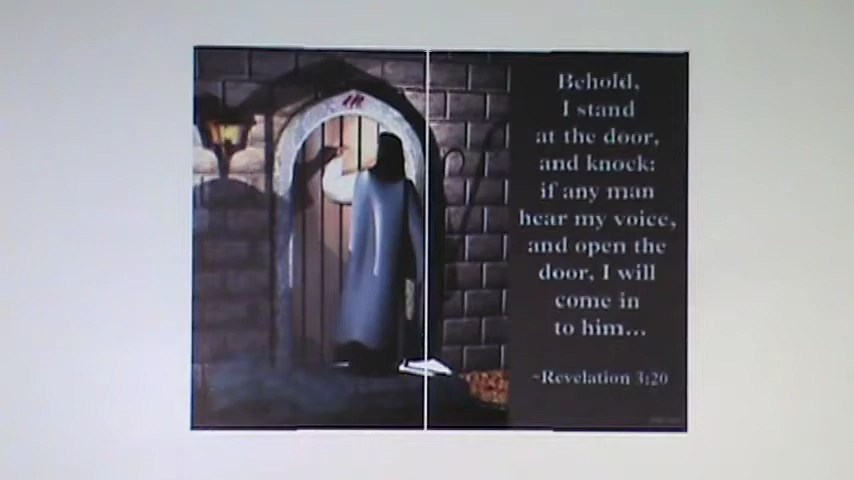 Behold,
I stand
at the door,
and knock:
if any man
hear my voice,
and open the
door, I will
come in
to him...
~Revelation 3:20